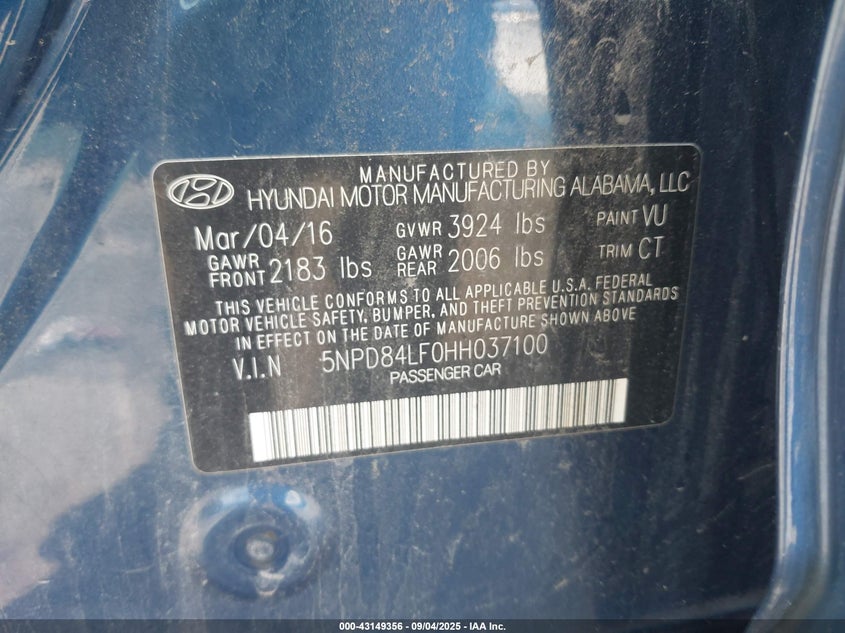 MANUFACTURED BY
HYUNDAI MOTOR MANUFACTURING ALABAMA, LLC
Mar/04/16 GVWR 3924 lbs PAINT VU
GAWR FRONT 2183 lbs GAWR REAR 2006 lbs TRIM CT
THIS VEHICLE CONFORMS TO ALL APPLICABLE U.S.A. FEDERAL
MOTOR VEHICLE SAFETY, BUMPER, AND THEFT PREVENTION STANDARDS
IN EFFECT ON THE DATE OF MANUFACTURE SHOWN ABOVE.
V.I.N 5NPD84LF0HH037100
PASSENGER CAR
000-43149356 - 09/04/2025 - IAA Inc.